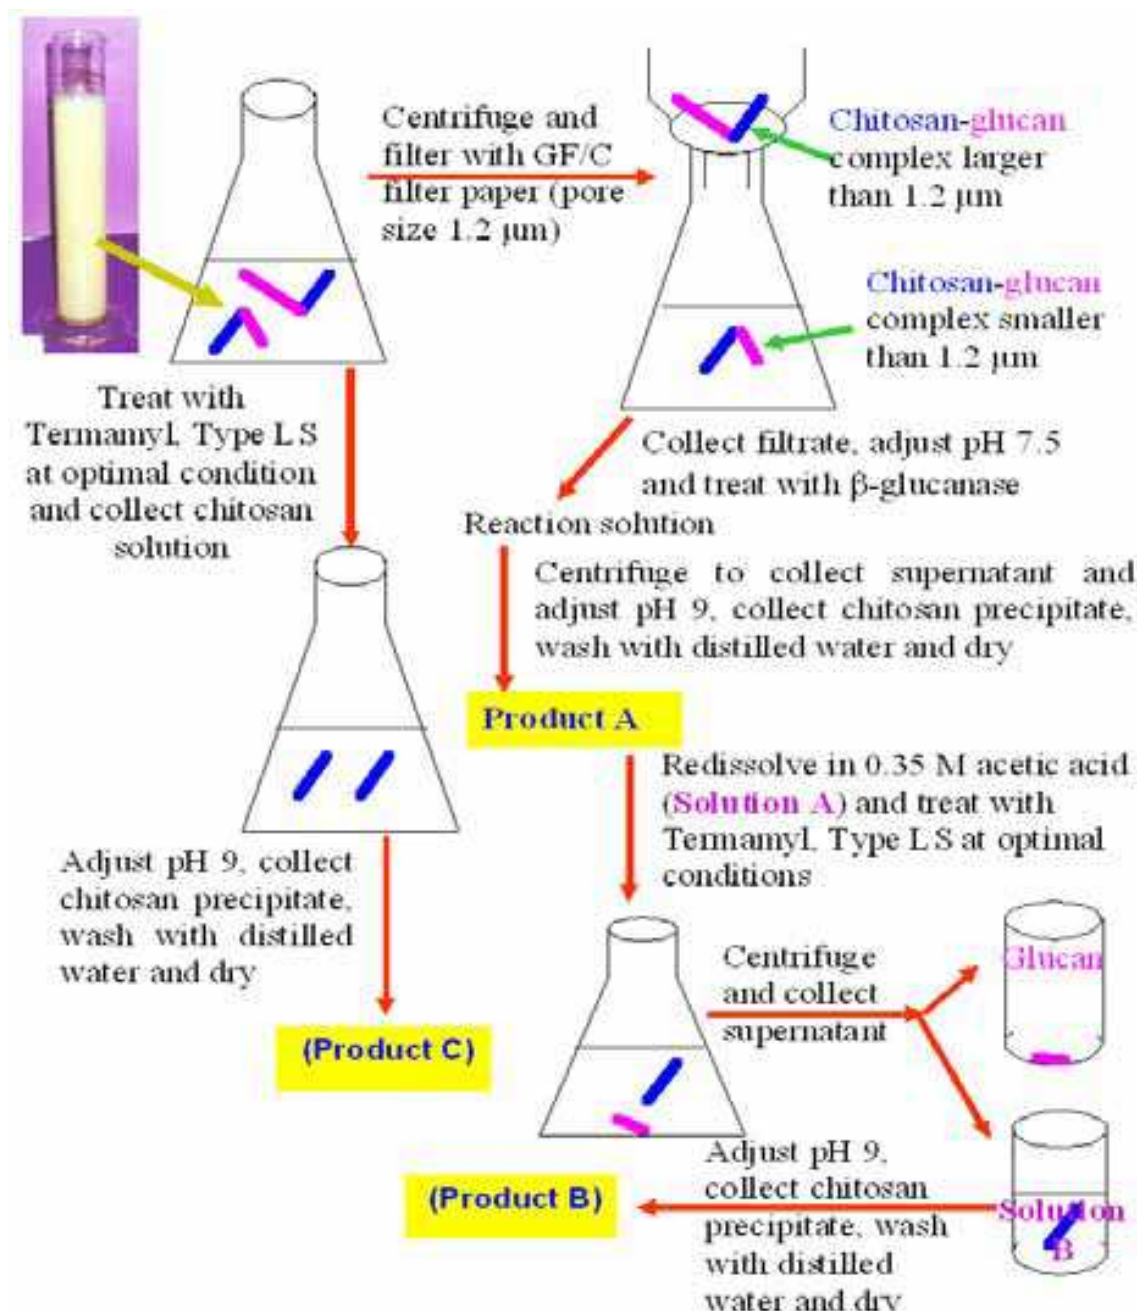 Centrifuge and
filter with GF/C
filter paper (pore
size 1.2 µm)
Chitosan-glucan
complex larger
than 1.2 µm
Chitosan-glucan
complex smaller
than 1.2 µm
Treat with
Termamyl, Type LS
at optimal condition
and collect chitosan
solution
Collect filtrate, adjust pH 7.5
and treat with β-glucanase
Reaction solution
Centrifuge to collect supernatant and
adjust pH 9, collect chitosan precipitate,
wash with distilled water and dry
Product A
Redissolve in 0.35 M acetic acid
(Solution A) and treat with
Termamyl, Type LS at optimal
conditions
Adjust pH 9, collect
chitosan precipitate,
wash with distilled
water and dry
(Product C)
Centrifuge
and collect
supernatant
Glucan
Solution
B
Adjust pH 9,
collect chitosan
precipitate, wash
with distilled
water and dry
(Product B)